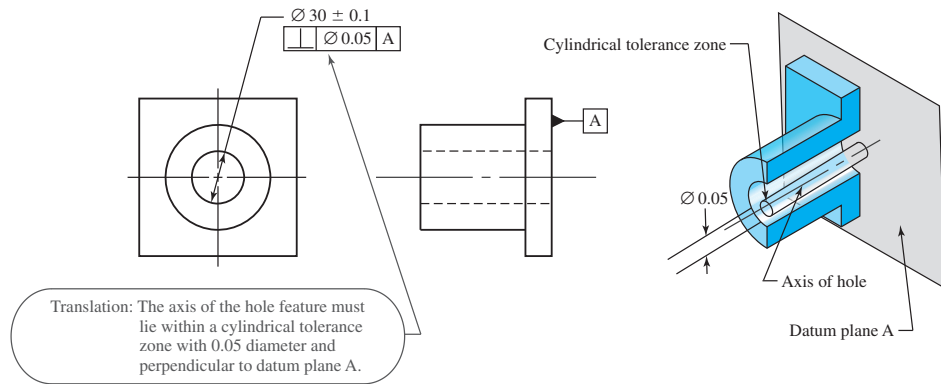 ∅ 30 ± 0.1
⊥ ∅ 0.05 A
A
Translation: The axis of the hole feature must
lie within a cylindrical tolerance
zone with 0.05 diameter and
perpendicular to datum plane A.
Cylindrical tolerance zone
∅ 0.05
Axis of hole
Datum plane A